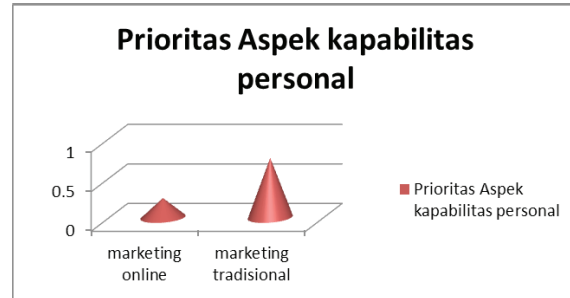 Prioritas Aspek kapabilitas
personal
1
0.5
0
marketing
online
marketing
tradisional
Prioritas Aspek
kapabilitas personal